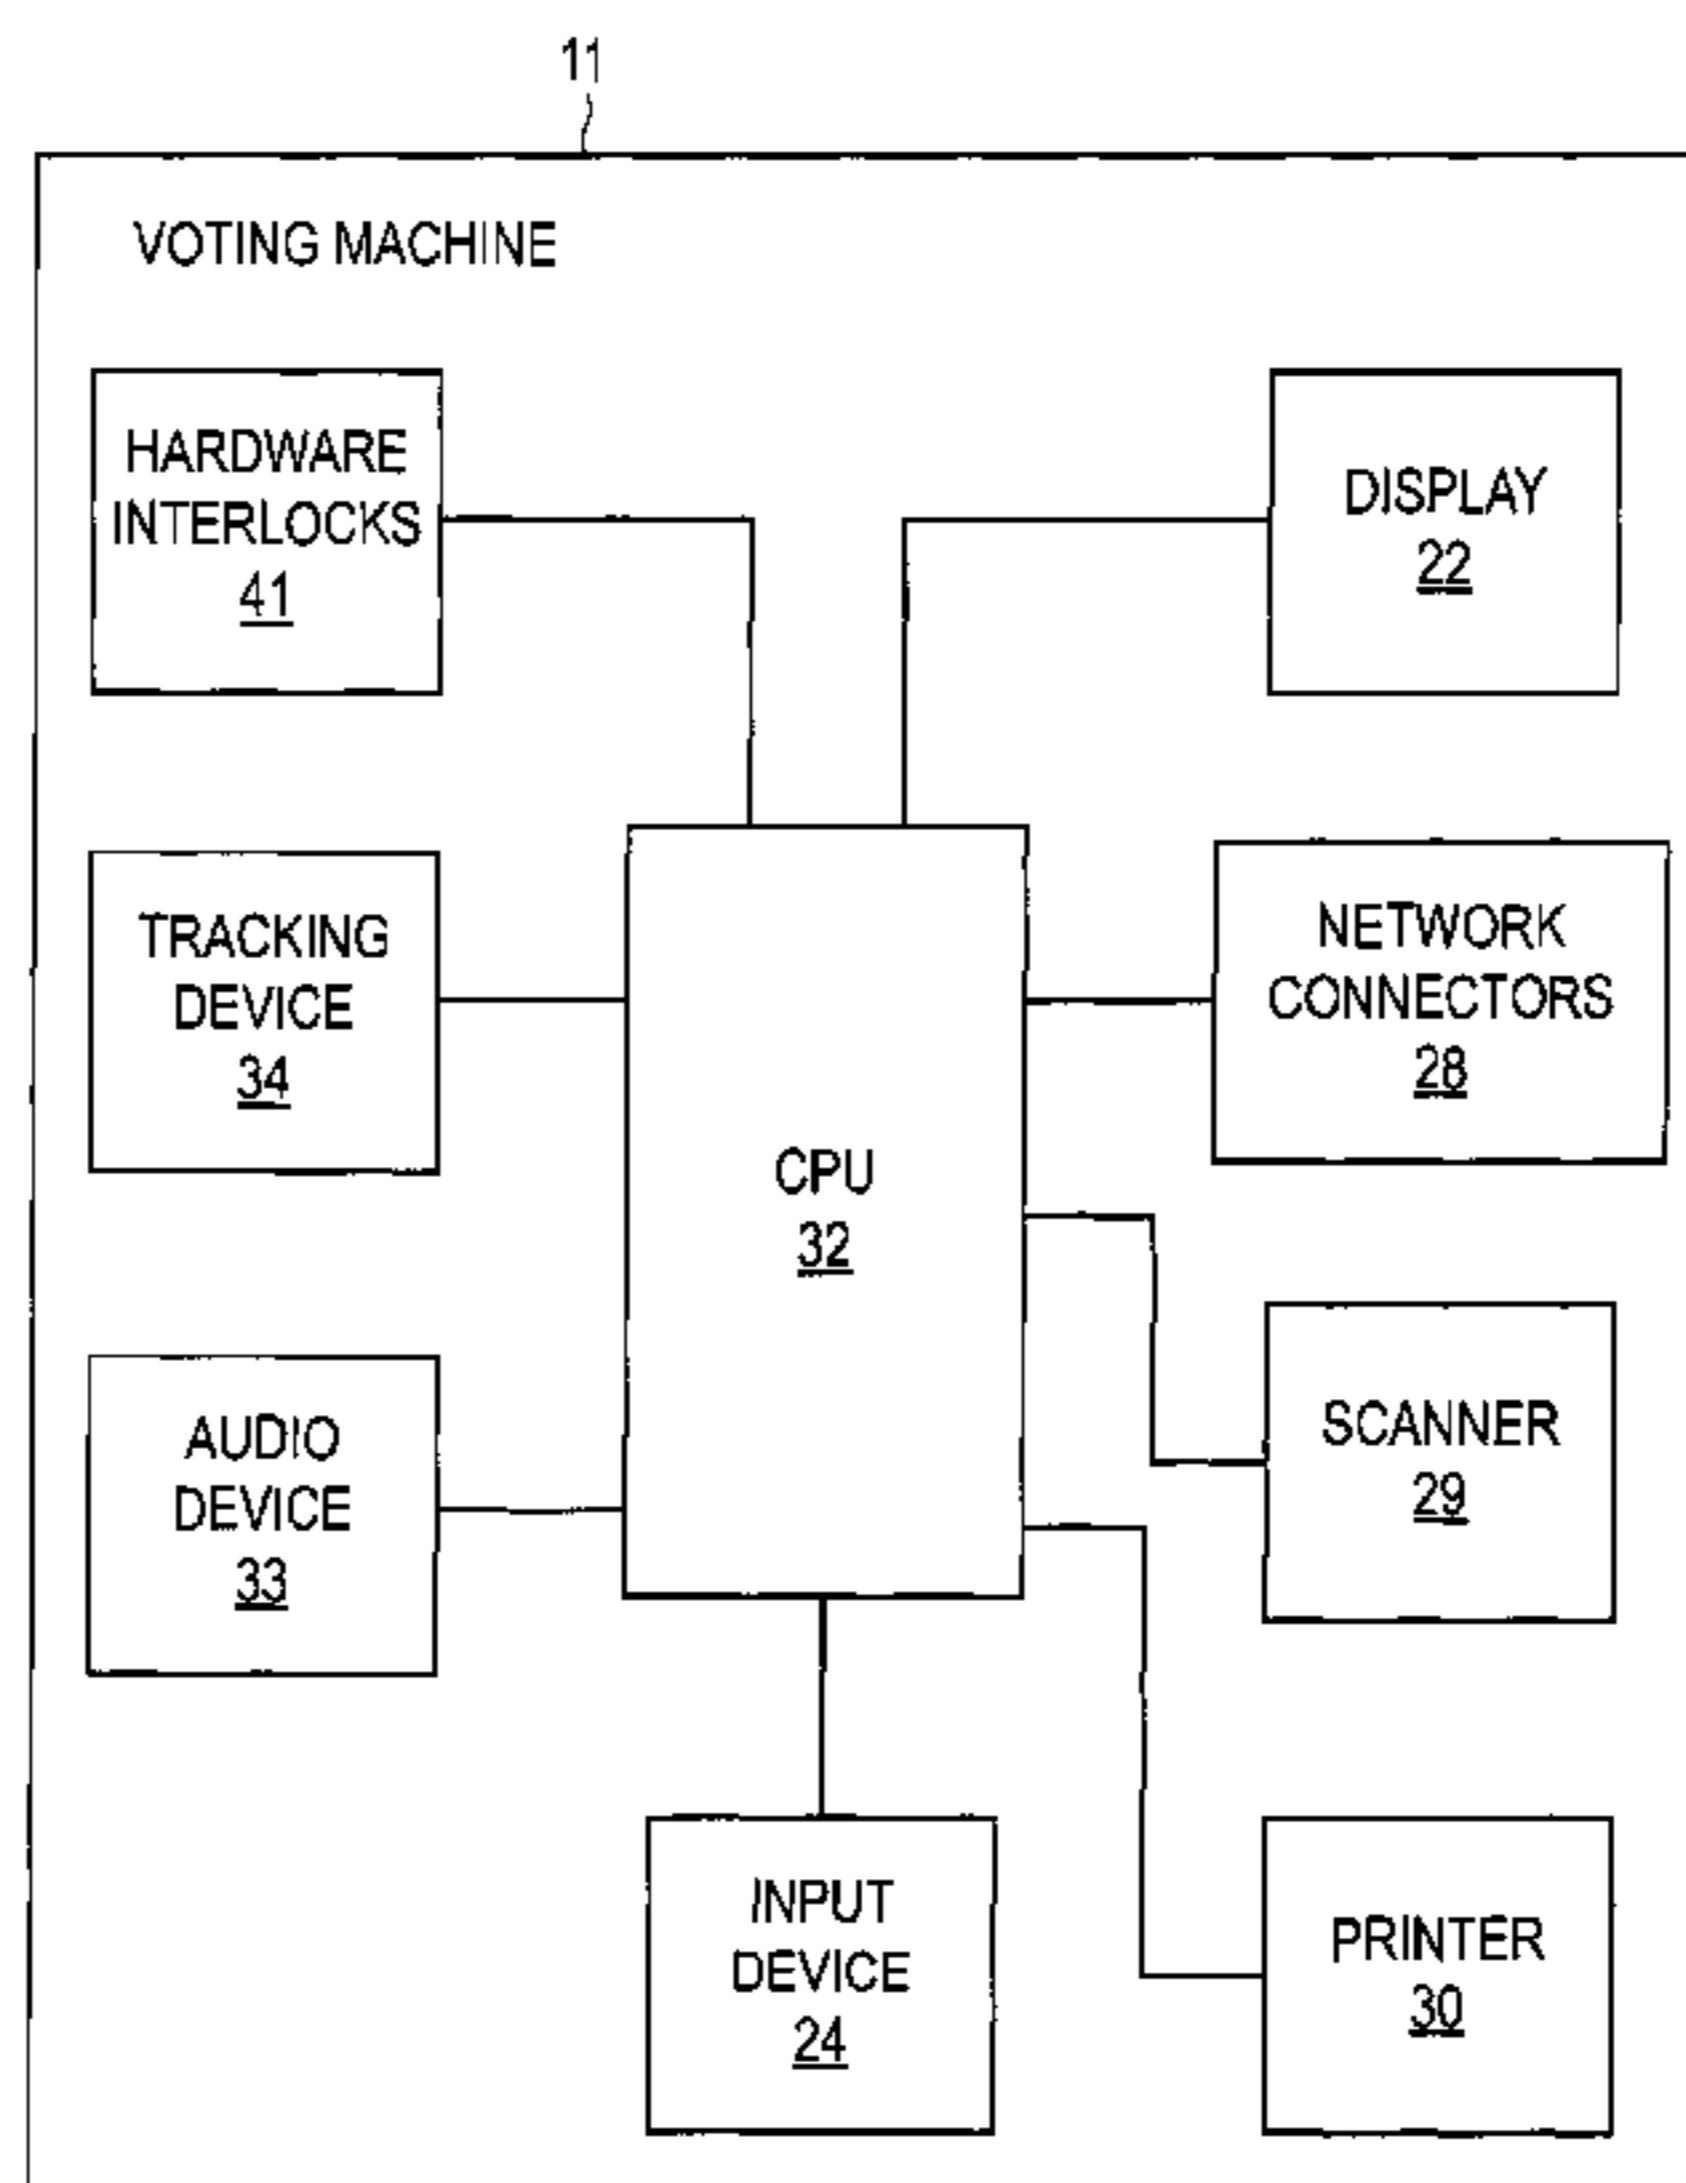 11
VOTING MACHINE
HARDWARE
INTERLOCKS
41
DISPLAY
22
TRACKING
DEVICE
34
NETWORK
CONNECTORS
28
CPU
32
AUDIO
DEVICE
33
SCANNER
29
INPUT
DEVICE
24
PRINTER
30